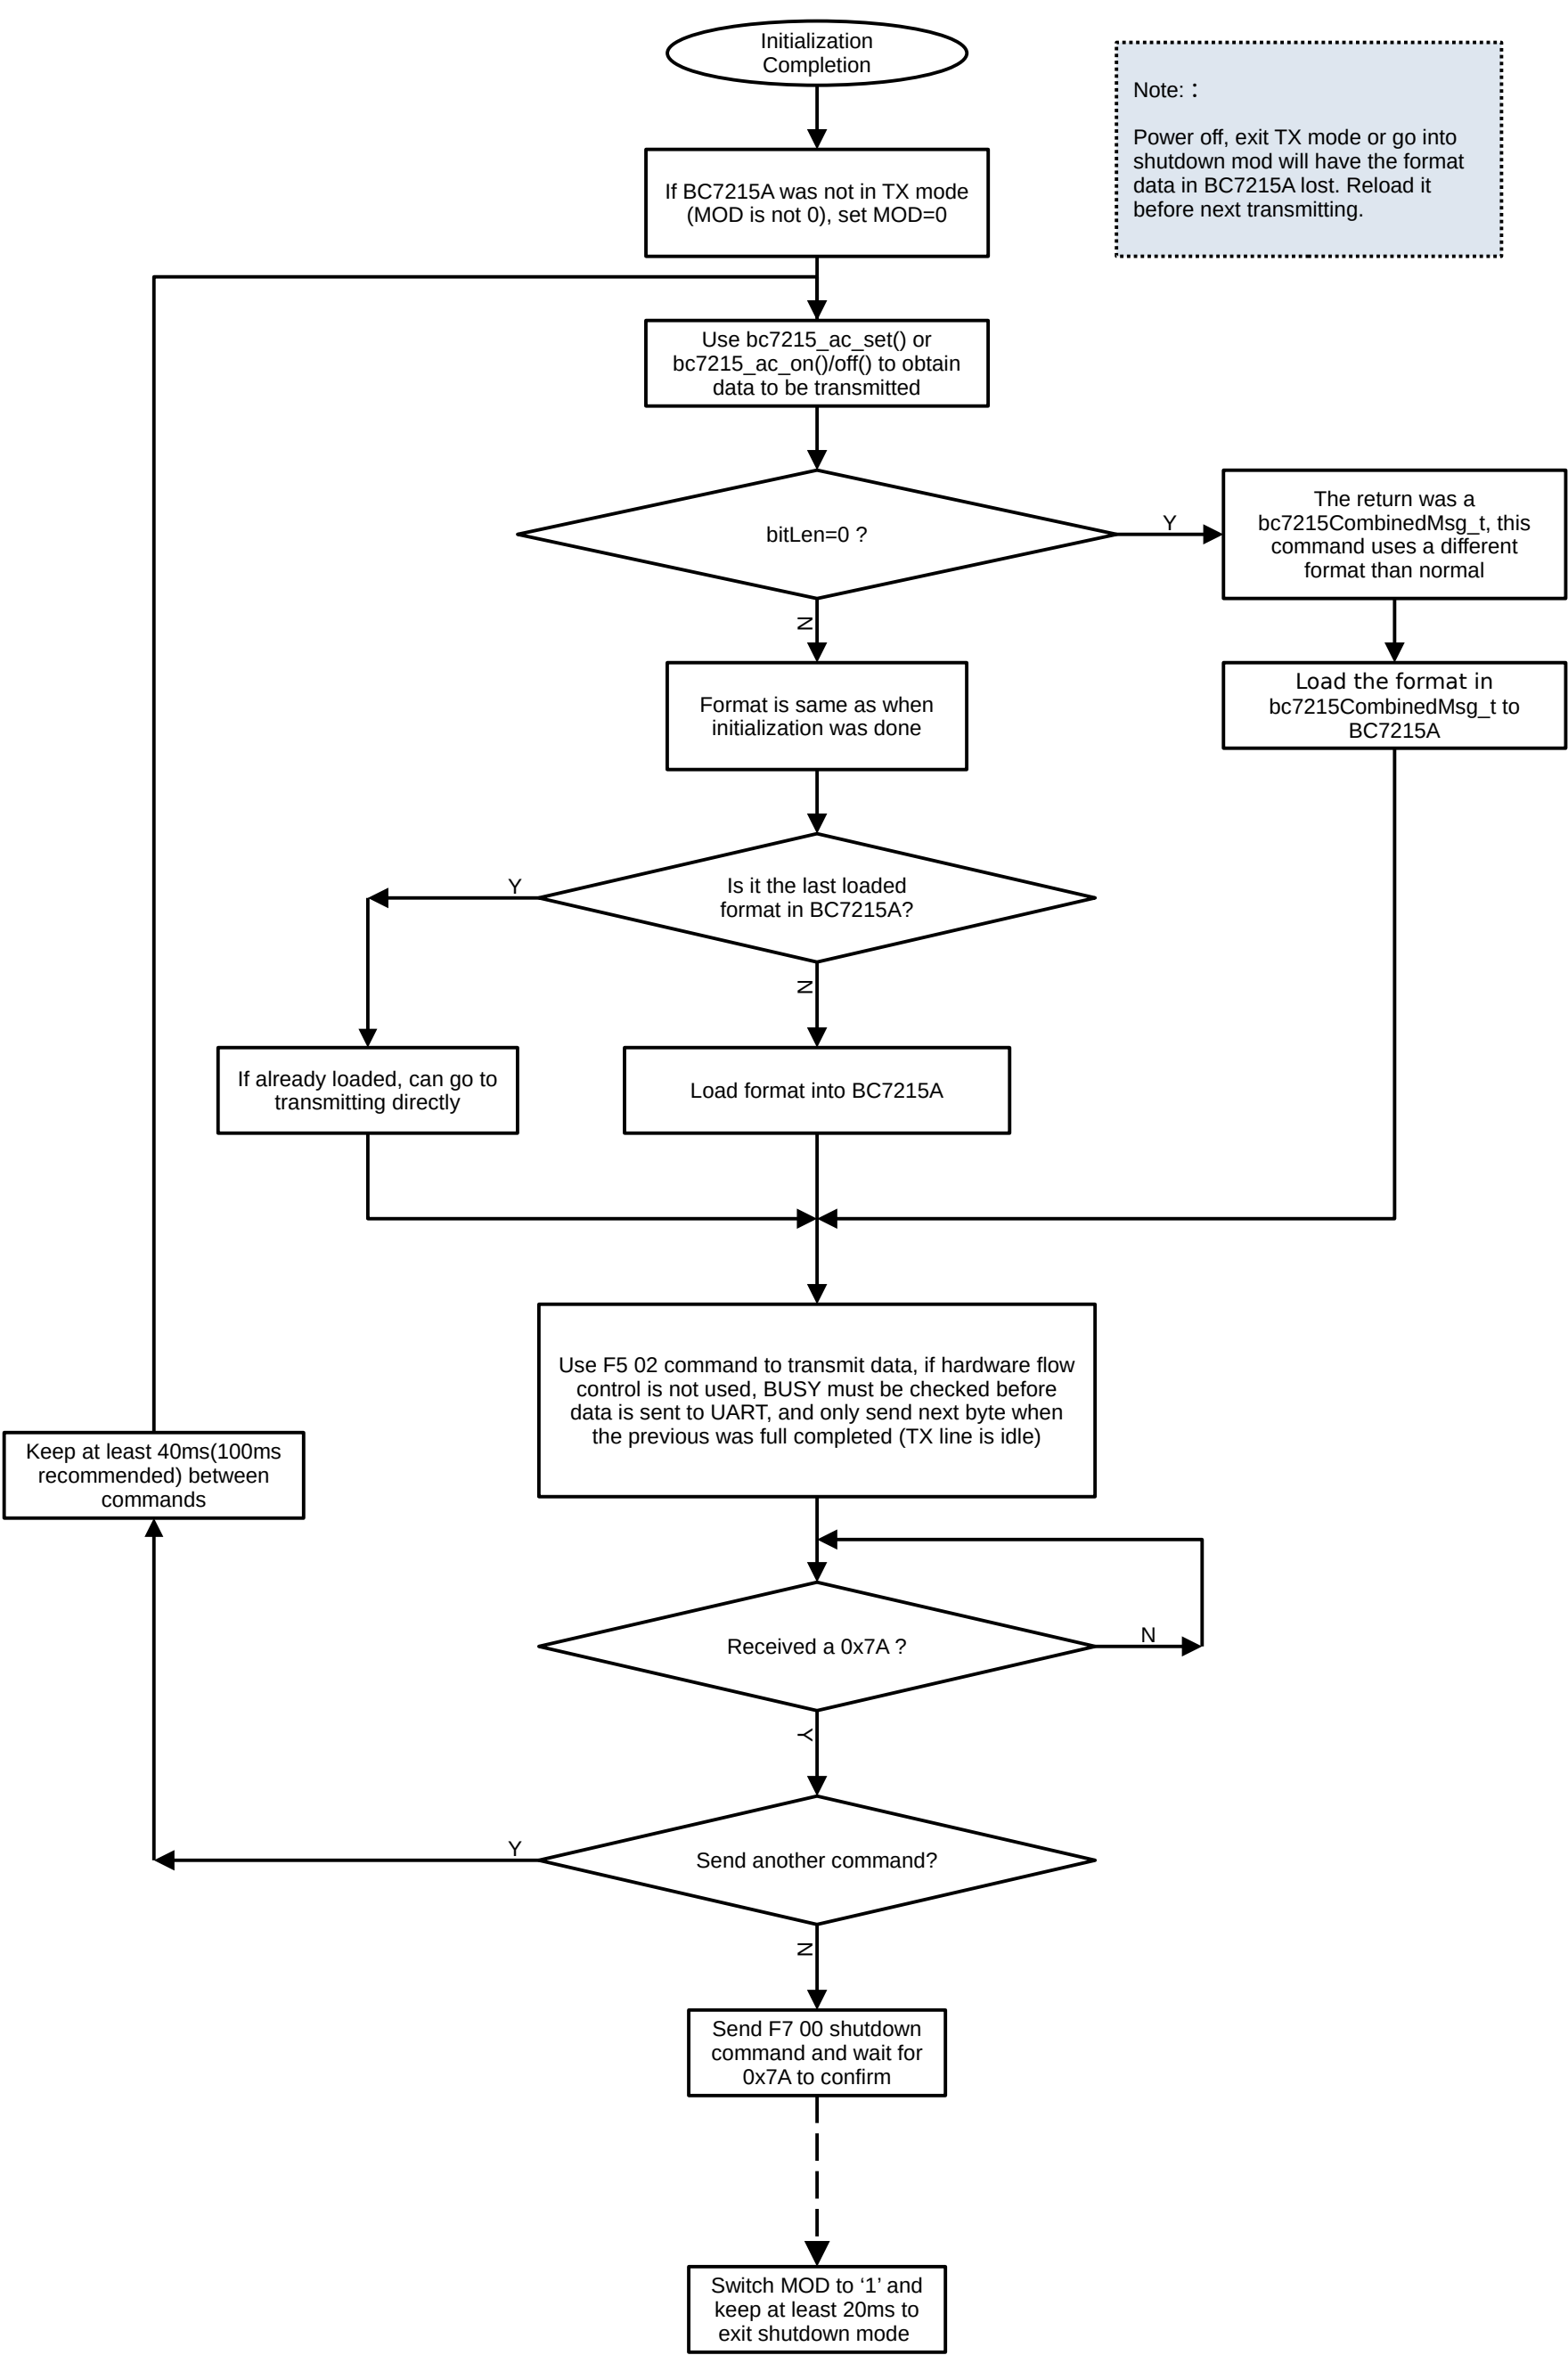 Initialization
Completion
Note: ：
Power off, exit TX mode or go into
shutdown mod will have the format
data in BC7215A lost. Reload it
before next transmitting.
If BC7215A was not in TX mode
(MOD is not 0), set MOD=0
Use bc7215_ac_set() or
bc7215_ac_on()/off() to obtain
data to be transmitted
bitLen=0 ?
Y
The return was a
bc7215CombinedMsg_t, this
command uses a different
format than normal
N
Format is same as when
initialization was done
Load the format in
bc7215CombinedMsg_t to
BC7215A
Is it the last loaded
format in BC7215A?
Y
N
If already loaded, can go to
transmitting directly
Load format into BC7215A
Use F5 02 command to transmit data, if hardware flow
control is not used, BUSY must be checked before
data is sent to UART, and only send next byte when
the previous was full completed (TX line is idle)
Keep at least 40ms(100ms
recommended) between
commands
Received a 0x7A ?
N
Y
Send another command?
Y
N
Send F7 00 shutdown
command and wait for
0x7A to confirm
Switch MOD to ‘1’ and
keep at least 20ms to
exit shutdown mode